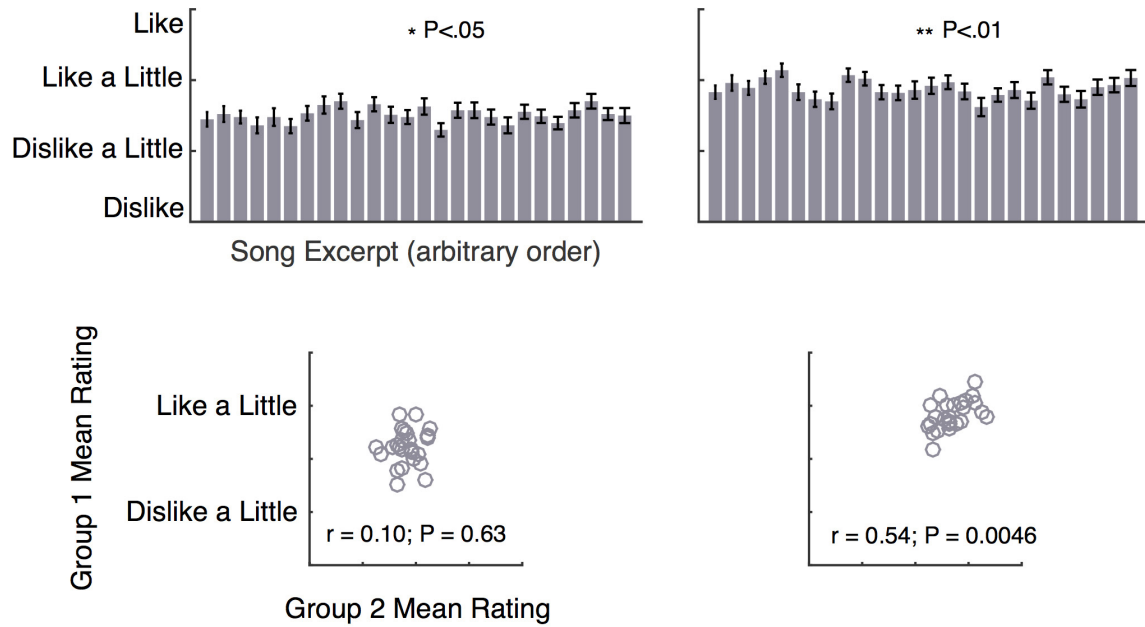 Like
* P<.05
** P<.01
Like a Little
Dislike a Little
Dislike
Song Excerpt (arbitrary order)
Group 1 Mean Rating
Like a Little
Dislike a Little
r = 0.10; P = 0.63
r = 0.54; P = 0.0046
Group 2 Mean Rating